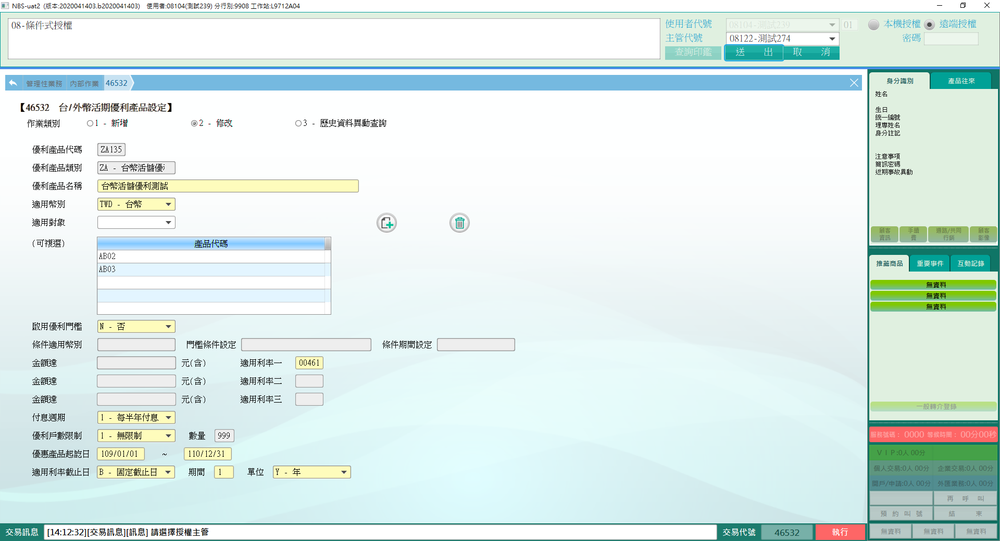 NBS-uat2 (版本:2020041403.b2020041403) 使用者:08104(測試239) 分行別:9908 工作站:L9712A04
08-條件式授權
使用者代號 08104-測試239 01 本機授權 遠端授權
主管代號 08122-測試274 密碼
查詢印鑑 送 出 取 消
管理性業務 內部作業 46532
【46532 台/外幣活期優利產品設定】
作業類別 1 - 新增 2 - 修改 3 - 歷史資料異動查詢
優利產品代碼 ZA135
優利產品類別 ZA - 台幣活儲優
優利產品名稱 台幣活儲優利測試
適用幣別 TWD - 台幣
適用對象
(可複選) 產品代碼
AB02
AB03
啟用優利門檻 N - 否
條件適用幣別 門檻條件設定 條件期間設定
金額達 元(含) 適用利率一 00461
金額達 元(含) 適用利率二
金額達 元(含) 適用利率三
付息週期 1 - 每半年付息
優利戶數限制 1 - 無限制 數量 999
優惠產品起訖日 109/01/01 ~ 110/12/31
適用利率截止日 B - 固定截止日 期間 1 單位 Y - 年
交易訊息 [14:12:32][交易訊息][訊息] 請選擇授權主管 交易代號 46532 執行
身分識別 產品往來
姓名
生日
統一編號
理專姓名
身分註記
注意事項
簡訊密碼
近期事故異動
顧客資訊 手續費 通路/共同行銷 顧客影像
推薦商品 重要事件 互動記錄
無資料
無資料
無資料
一般轉介登錄
服務號碼: 0000 等候時間: 00分00秒
VIP:0人 00分
個人交易:0人 00分 企業交易:0人 00分
開戶/申請:0人 00分 外匯業務:0人 00分
再 呼 叫
預 約 叫 號 結 束
無資料 無資料 無資料